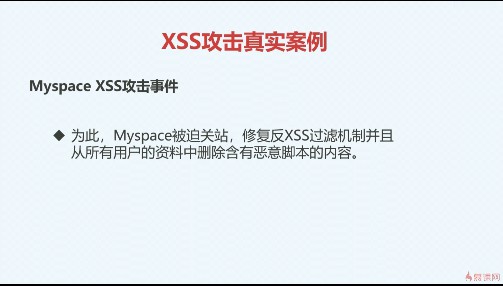 XSS攻击真实案例
Myspace XSS攻击事件
◆ 为此，Myspace被迫关站，修复反XSS过滤机制并且
从所有用户的资料中删除含有恶意脚本的内容。
慕课网